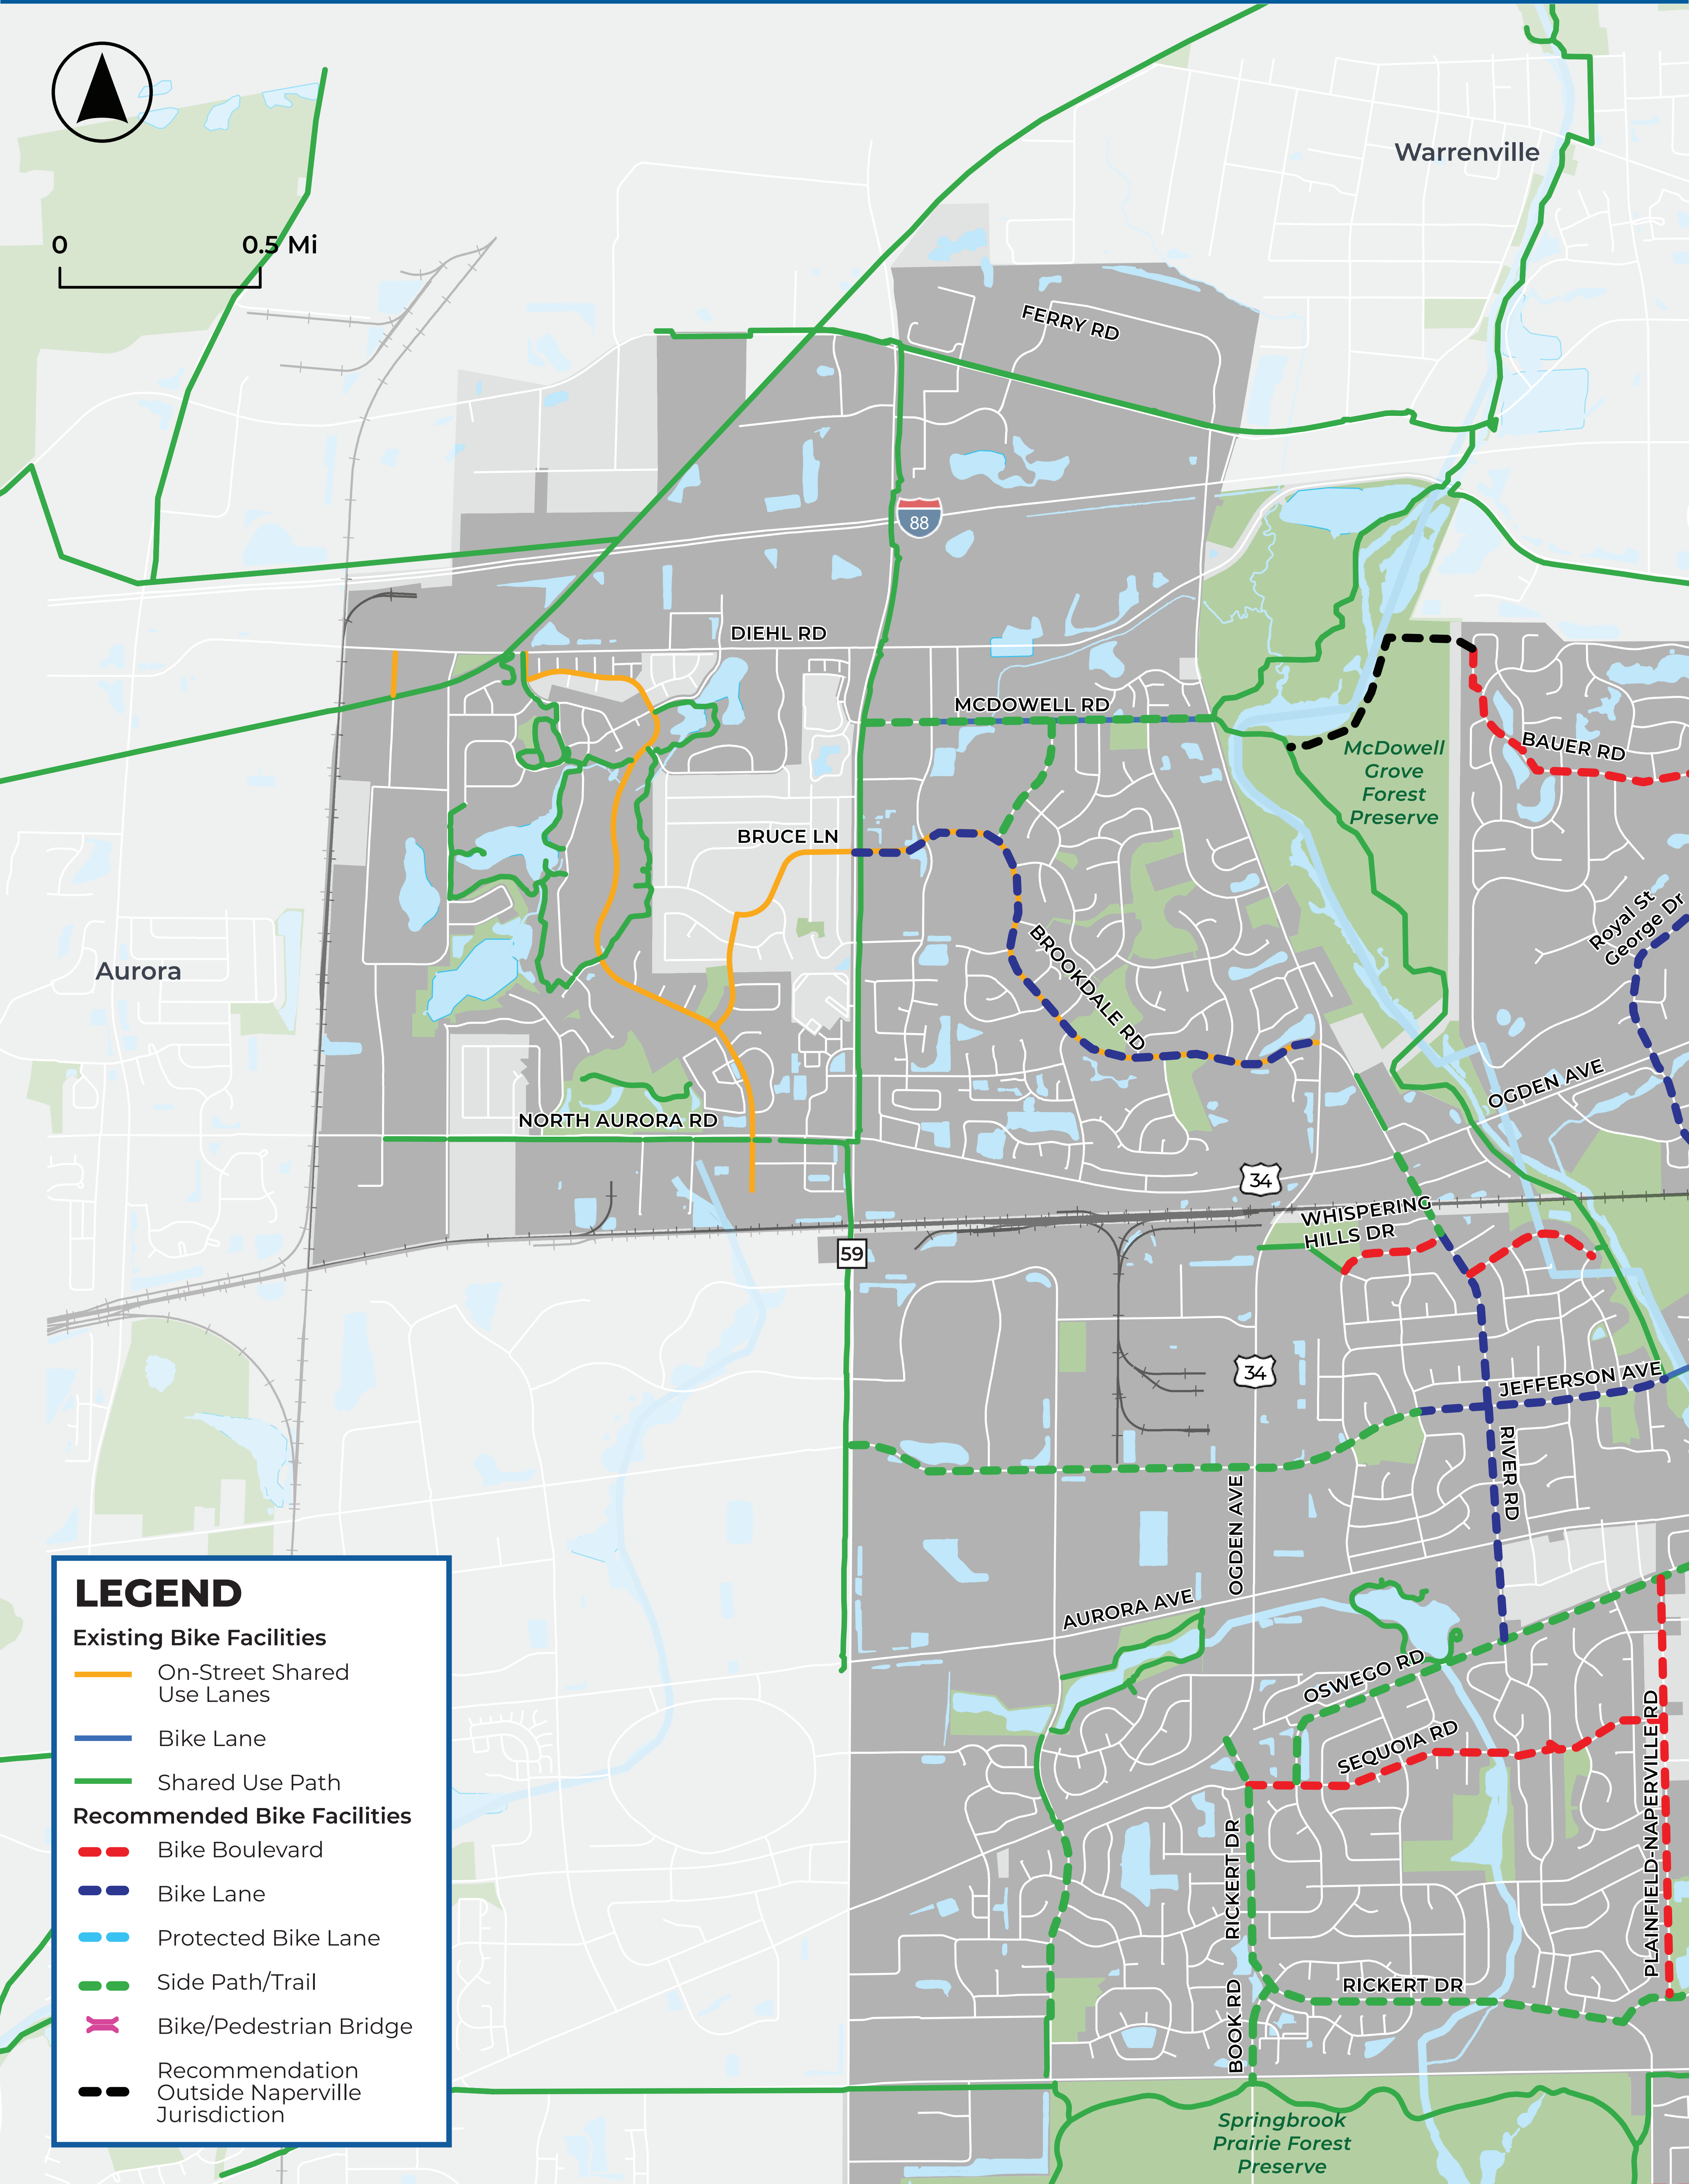 Warrenville
0 0.5 Mi
FERRY RD
88
DIEHL RD
MCDOWELL RD
BAUER RD
McDowell
Grove
Forest
Preserve
BRUCE LN
Royal St
George Dr
BROOKDALE RD
Aurora
OGDEN AVE
NORTH AURORA RD
34
WHISPERING
HILLS DR
59
34
JEFFERSON AVE
RIVER RD
OGDEN AVE
AURORA AVE
OSWEGO RD
SEQUOIA RD
PLAINFIELD-NAPERVILLE RD
RICKERT DR
RICKERT DR
BOOK RD
Springbrook
Prairie Forest
Preserve
LEGEND
Existing Bike Facilities
On-Street Shared
Use Lanes
Bike Lane
Shared Use Path
Recommended Bike Facilities
Bike Boulevard
Bike Lane
Protected Bike Lane
Side Path/Trail
Bike/Pedestrian Bridge
Recommendation
Outside Naperville
Jurisdiction